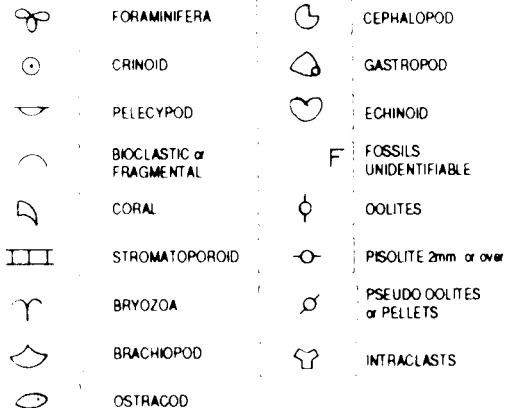 FORAMINIFERA
CRINOID
PELECYPOD
BIOCLASTIC or
FRAGMENTAL
CORAL
STROMATOPOROID
BRYOZOA
BRACHIOPOD
OSTRACOD
CEPHALOPOD
GASTROPOD
ECHINOID
F FOSSILS
UNIDENTIFIABLE
OOLITES
PISOLITE 2mm or over
PSEUDO OOLITES
or PELLETS
INTRACLASTS